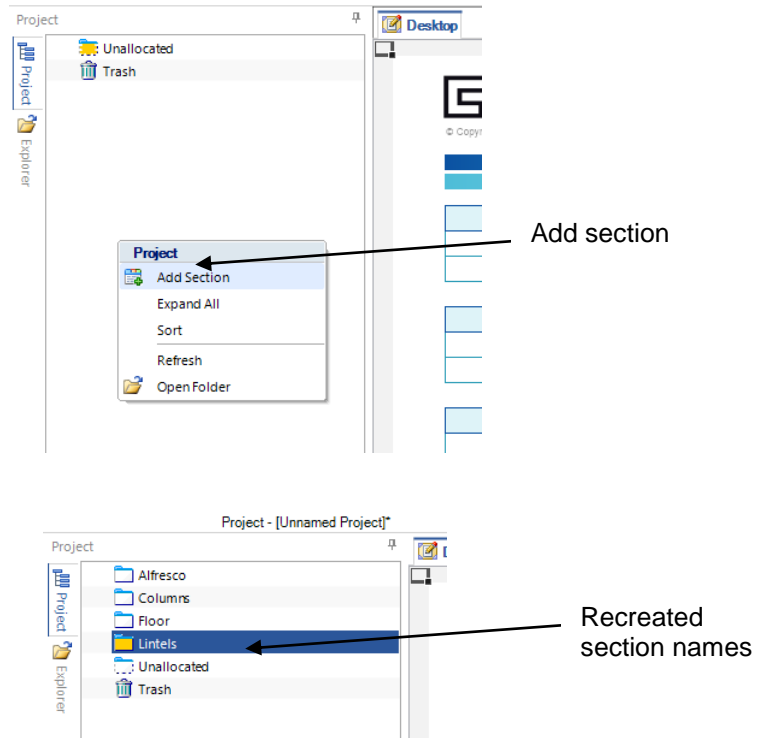 Project
Desktop
Unallocated
Trash
Project
Explorer
© Copyr
Project
Add Section
Expand All
Sort
Refresh
Open Folder
Add section
Project - [Unnamed Project]*
Project
Alfresco
Columns
Floor
Lintels
Unallocated
Trash
Project
Explorer
Recreated
section names